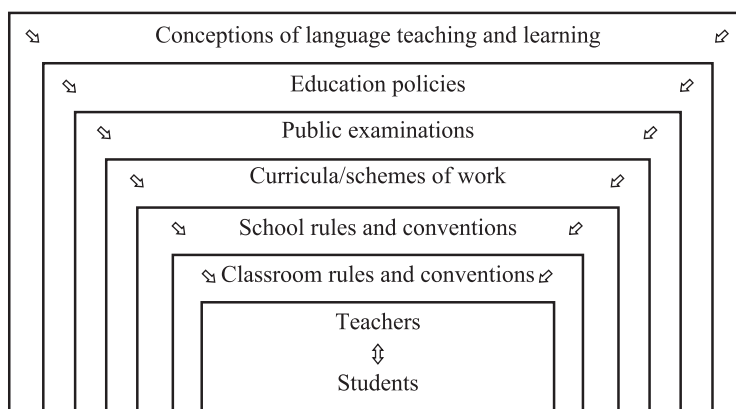 Conceptions of language teaching and learning
Education policies
Public examinations
Curricula/schemes of work
School rules and conventions
Classroom rules and conventions
Teachers
Students